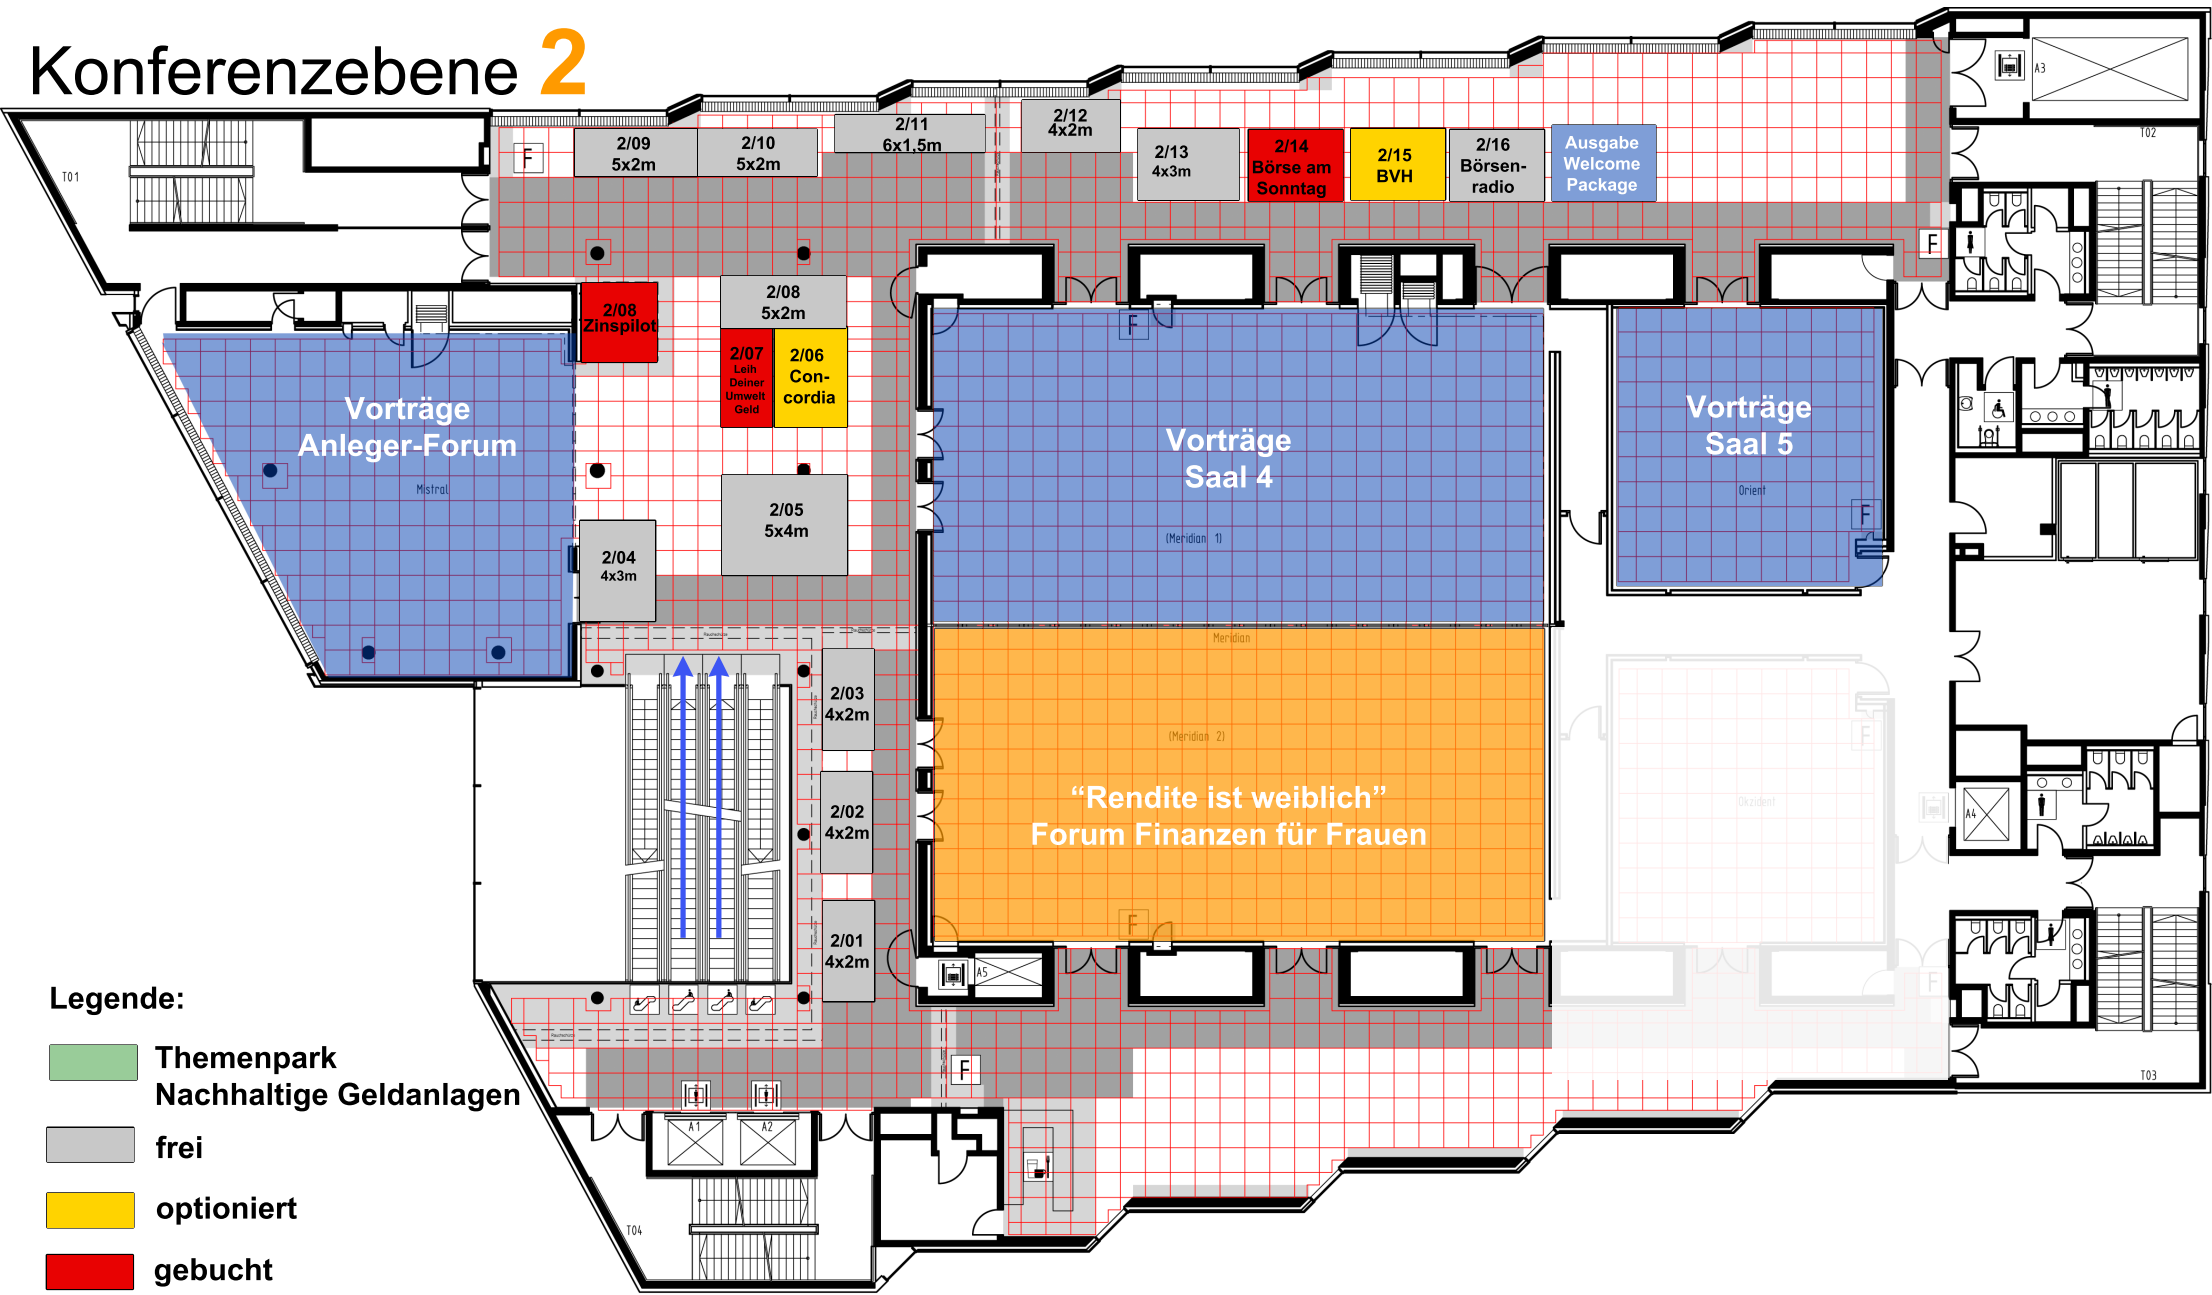 Konferenzebene 2
T01
F
2/09
5x2m
2/10
5x2m
2/11
6x1,5m
2/12
4x2m
2/13
4x3m
2/14
Börse am
Sonntag
2/15
BVH
2/16
Börsen-
radio
Ausgabe
Welcome
Package
A3
T02
F
2/08
Zinspilot
2/08
5x2m
2/07
Leih
Deiner
Umwelt
Geld
2/06
Con-
cordia
F
Vorträge
Anleger-Forum
Mistral
Vorträge
Saal 4
(Meridian 1)
Vorträge
Saal 5
Orient
F
2/05
5x4m
2/04
4x3m
Rauchschürze
Rauchschürze
Meridian
2/03
4x2m
Rauchschürze
(Meridian 2)
F
2/02
4x2m
“Rendite ist weiblich”
Forum Finanzen für Frauen
Okzident
A4
F
2/01
4x2m
Rauchschürze
A5
F
Rauchschürze
F
A1
A2
T03
T04
Legende:
Themenpark
Nachhaltige Geldanlagen
frei
optioniert
gebucht